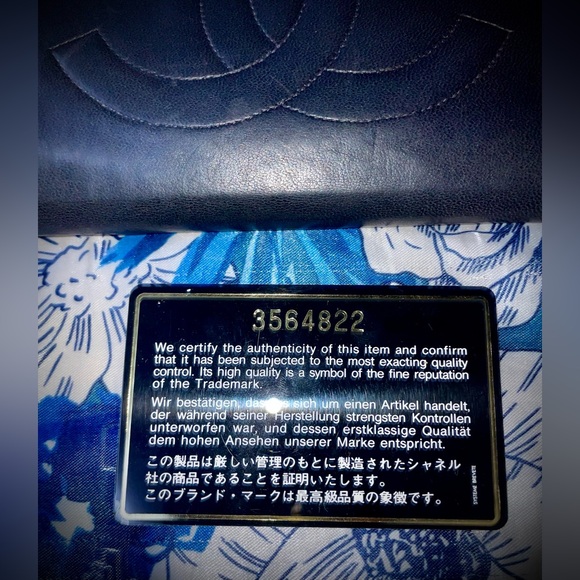 3564822
We certify the authenticity of this item and confirm
that it has been subjected to the most exacting quality
control. Its high quality is a symbol of the fine reputation
of the Trademark.
Wir bestätigen, dass es sich um einen Artikel handelt,
der während seiner Herstellung strengsten Kontrollen
unterworfen war, und dessen erstklassige Qualität
dem hohen Ansehen unserer Marke entspricht.
この製品は厳しい管理のもとに製造されたシャネル
社の商品であることを証明いたします。
このブランド・マークは最高級品質の象徴です。
SYSTEME BREVETE